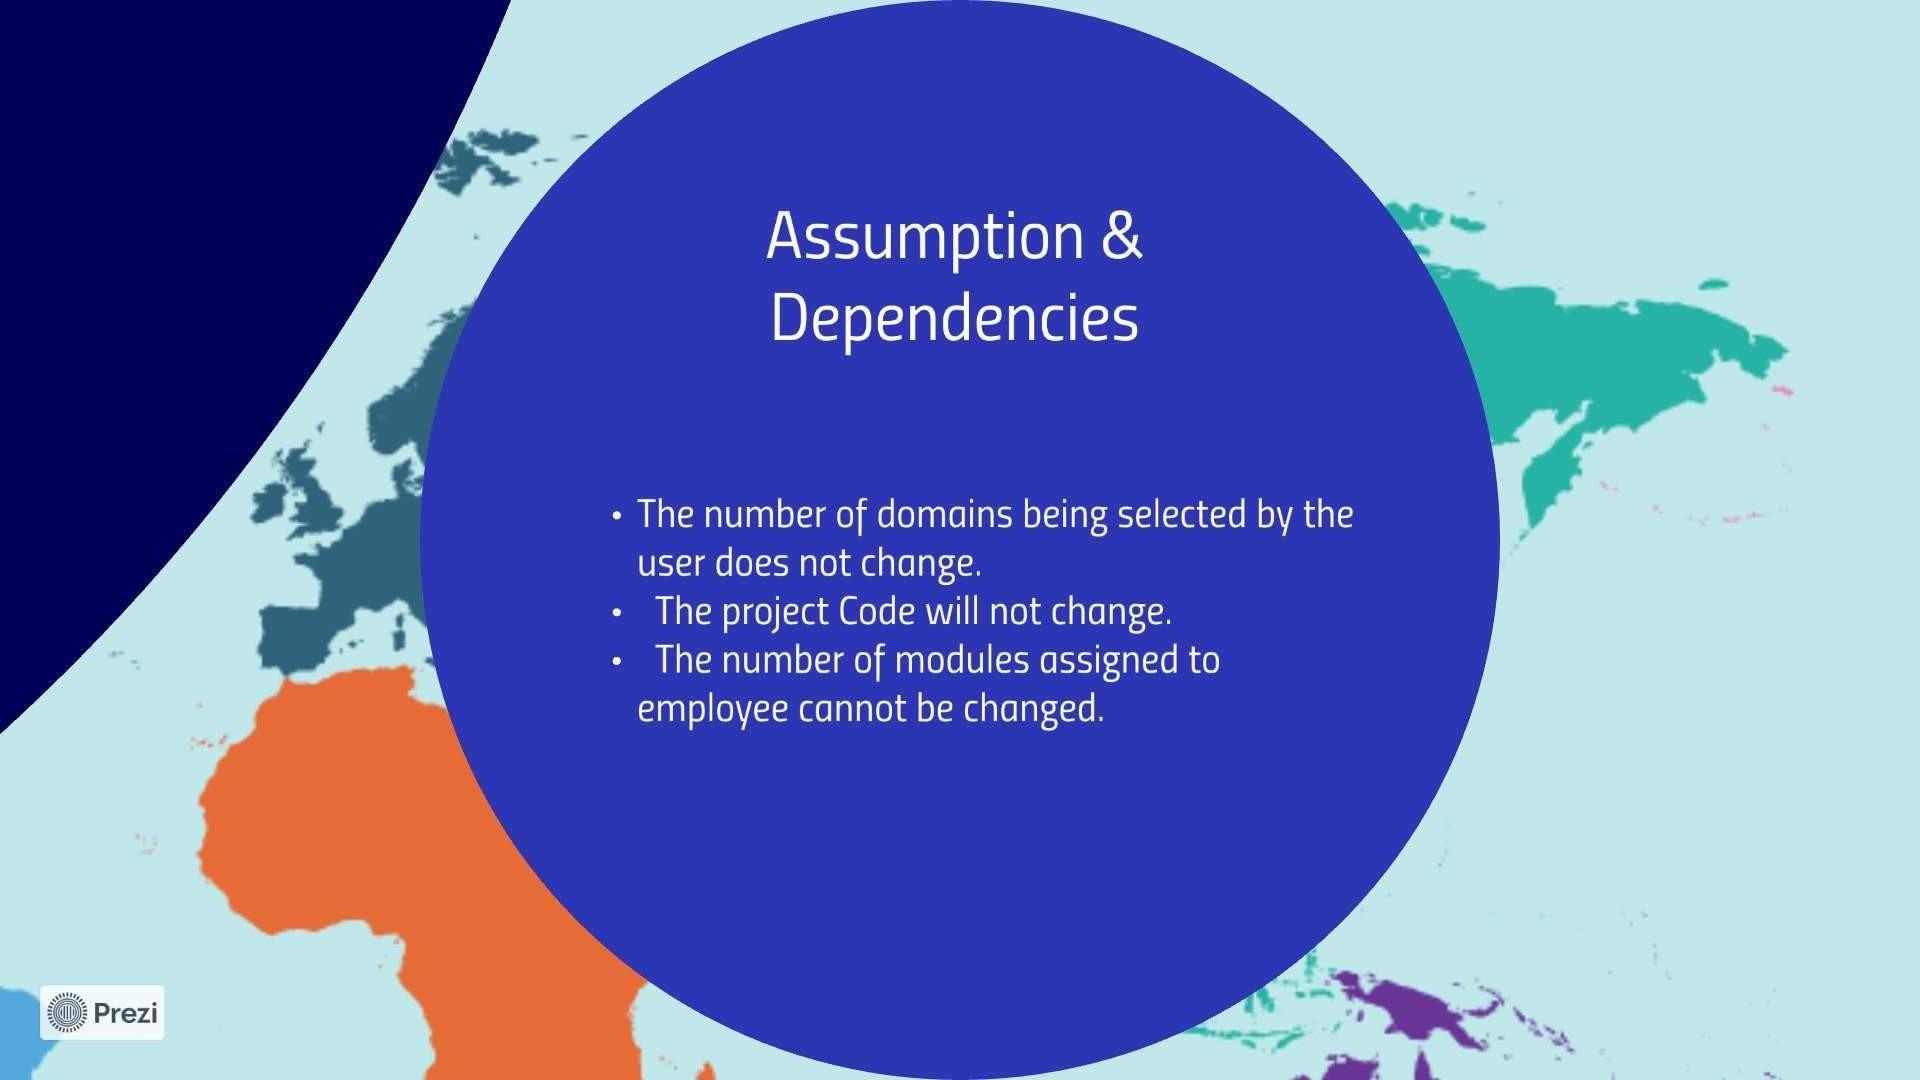 Assumption &
Dependencies
• The number of domains being selected by the
user does not change.
• The project Code will not change.
• The number of modules assigned to
employee cannot be changed.
Prezi